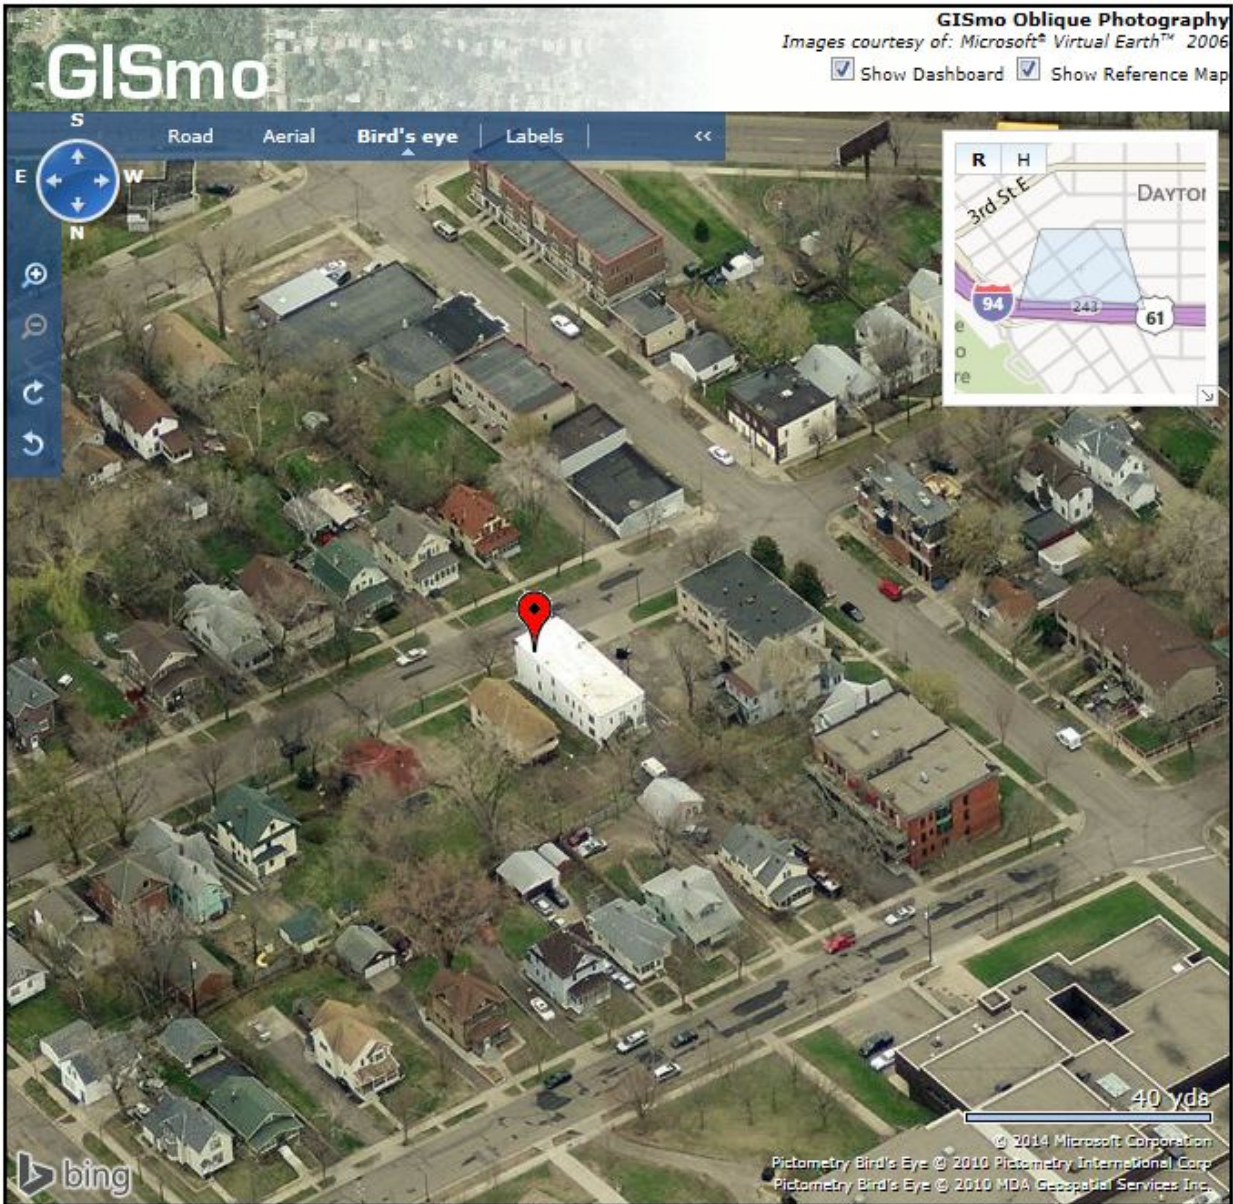 GISmo
GISmo Oblique Photography
Images courtesy of: Microsoft® Virtual Earth™ 2006
Show Dashboard Show Reference Map
S
E W
N
Road Aerial Bird's eye Labels <<
R H
3rd St E
DAYTO
94
243
61
e
o
re
40 yds
© 2014 Microsoft Corporation
Pictometry Bird's Eye © 2010 Pictometry International Corp
Pictometry Bird's Eye © 2010 MDA Geospatial Services Inc.
bing